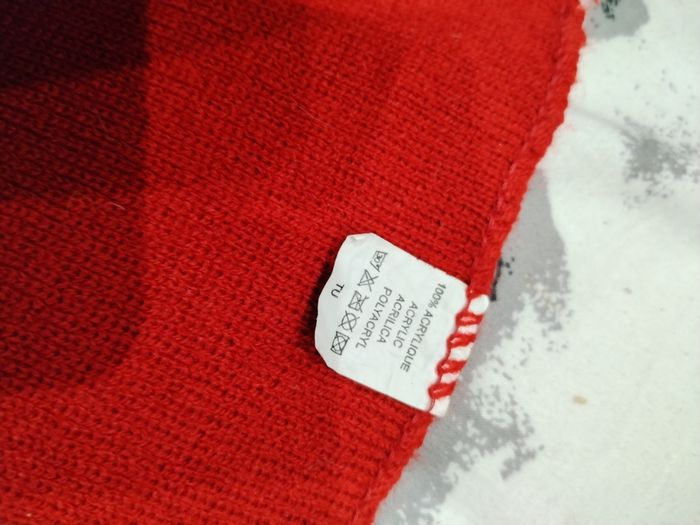 100% ACRYLIQUE
ACRYLIC
ACRILICA
POLYACRYL
TU